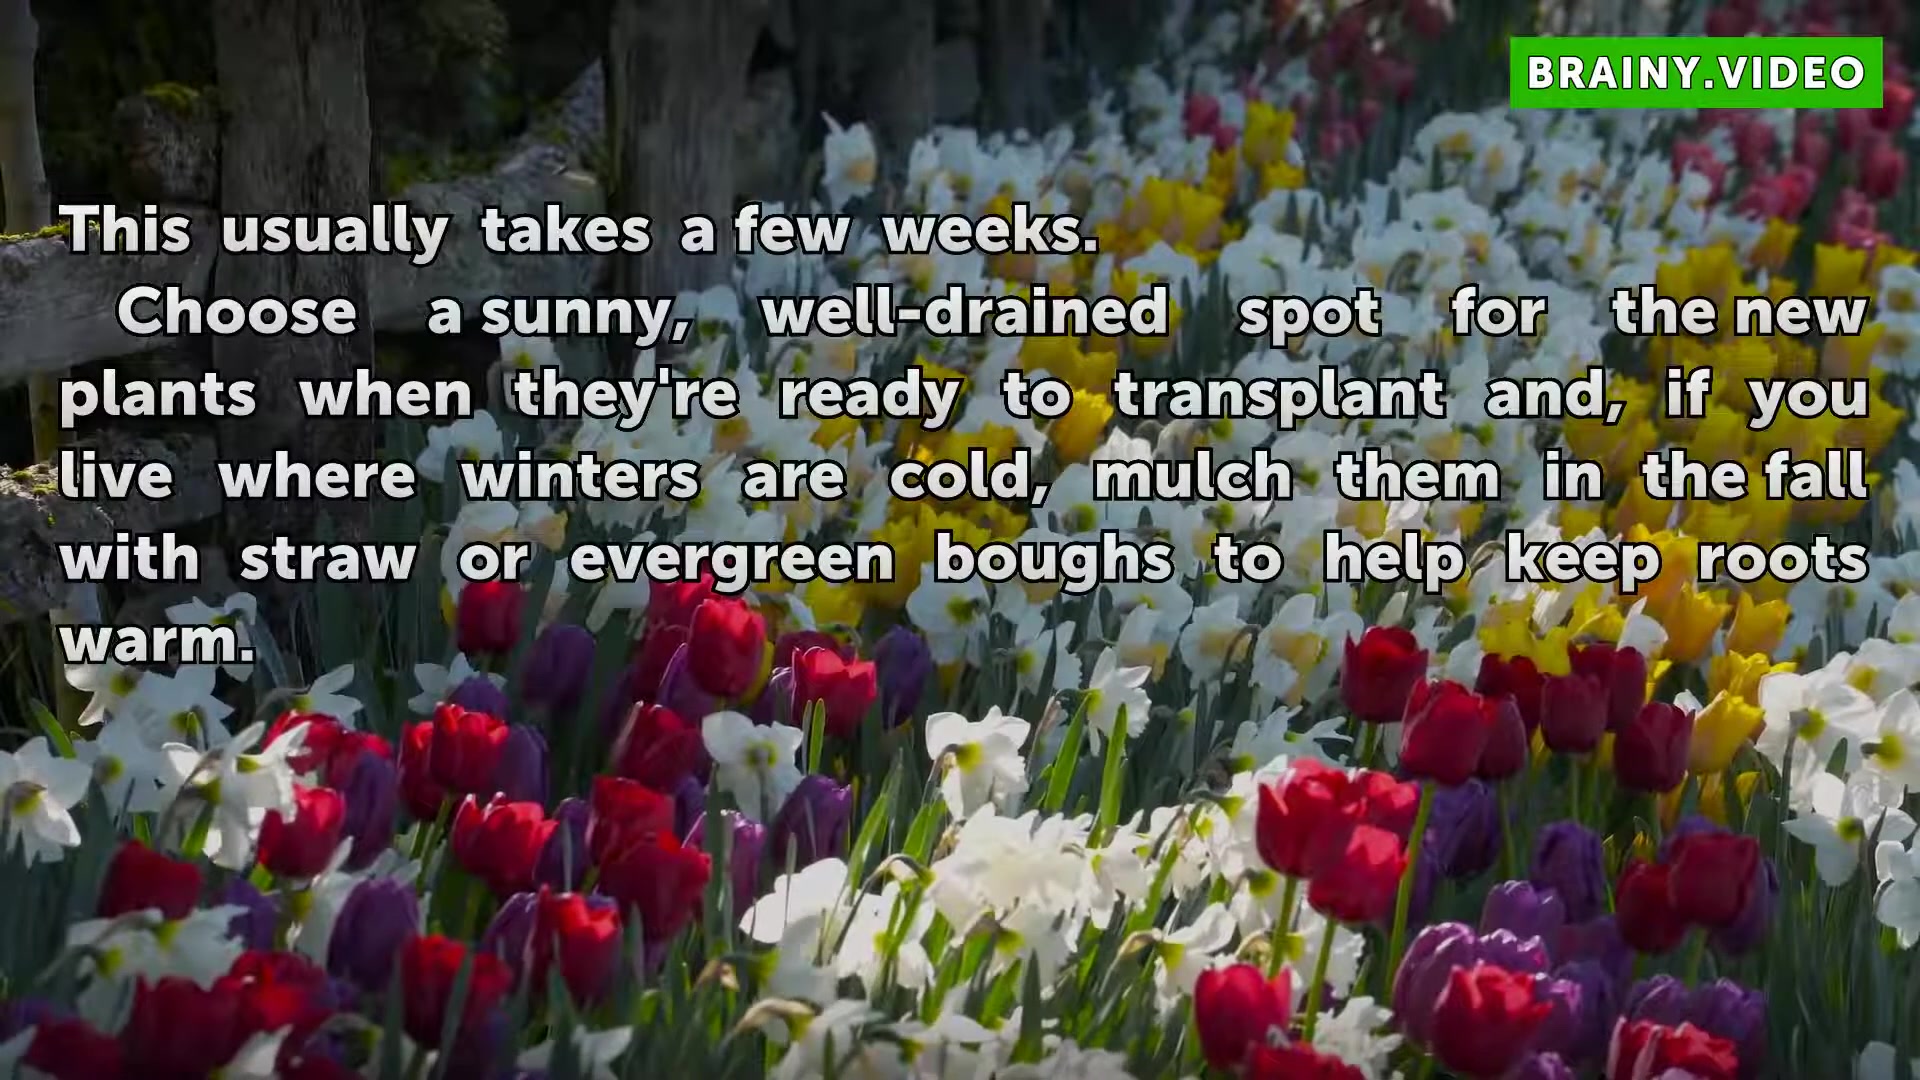 BRAINY.VIDEO
This usually takes a few weeks.
Choose a sunny, well-drained spot for the new
plants when they're ready to transplant and, if you
live where winters are cold, mulch them in the fall
with straw or evergreen boughs to help keep roots
warm.